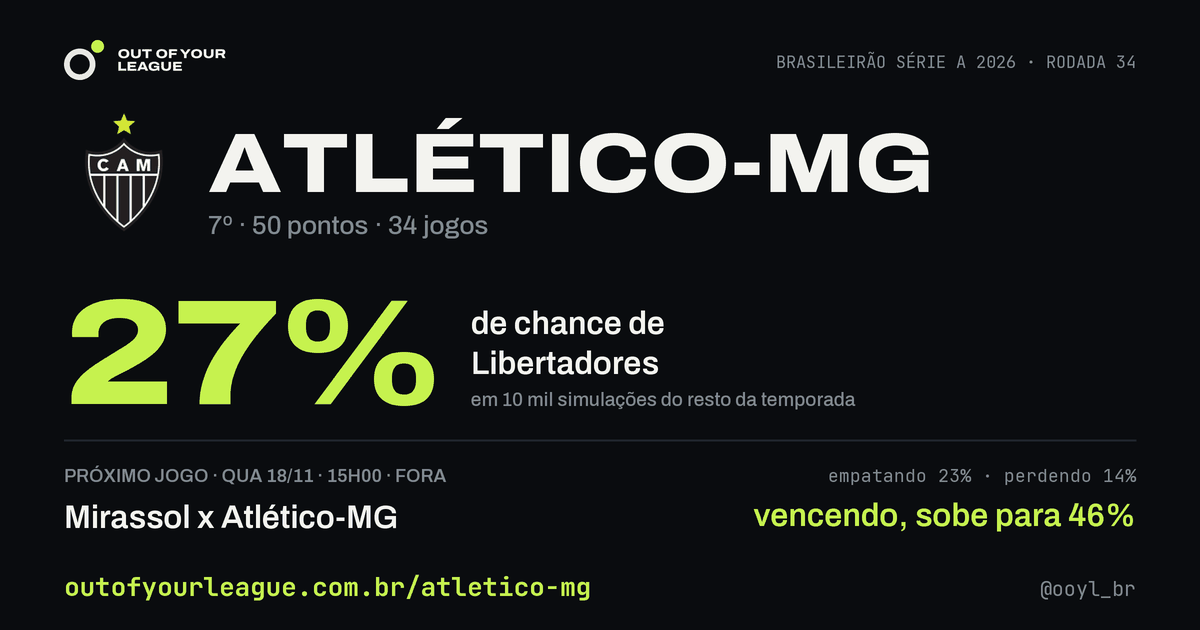 OUT OF YOUR
LEAGUE
BRASILEIRÃO SÉRIE A 2026 · RODADA 34
CAM
ATLÉTICO-MG
7º · 50 pontos · 34 jogos
27%
de chance de
Libertadores
em 10 mil simulações do resto da temporada
PRÓXIMO JOGO · QUA 18/11 · 15H00 · FORA
Mirassol x Atlético-MG
empatando 23% · perdendo 14%
vencendo, sobe para 46%
outofyourleague.com.br/atletico-mg
@ooyl_br